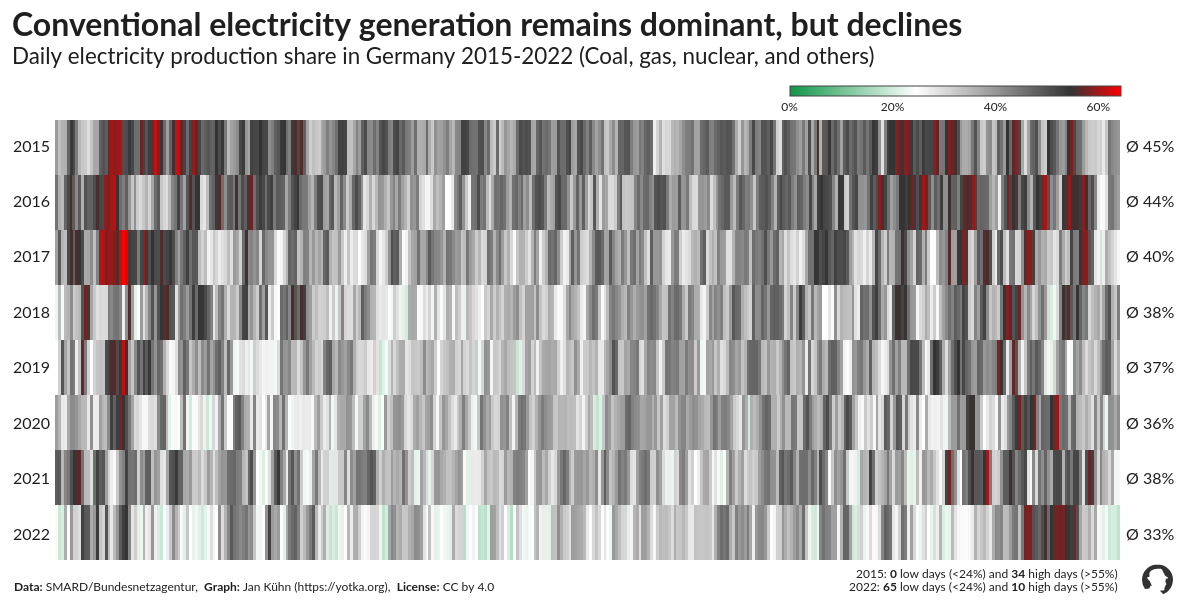 Conventional electricity generation remains dominant, but declines
Daily electricity production share in Germany 2015-2022 (Coal, gas, nuclear, and others)
0% 20% 40% 60%
2015 Ø 45%
2016 Ø 44%
2017 Ø 40%
2018 Ø 38%
2019 Ø 37%
2020 Ø 36%
2021 Ø 38%
2022 Ø 33%
2015: 0 low days (<24%) and 34 high days (>55%)
Data: SMARD/Bundesnetzagentur, Graph: Jan Kühn (https://yotka.org), License: CC by 4.0
2022: 65 low days (<24%) and 10 high days (>55%)